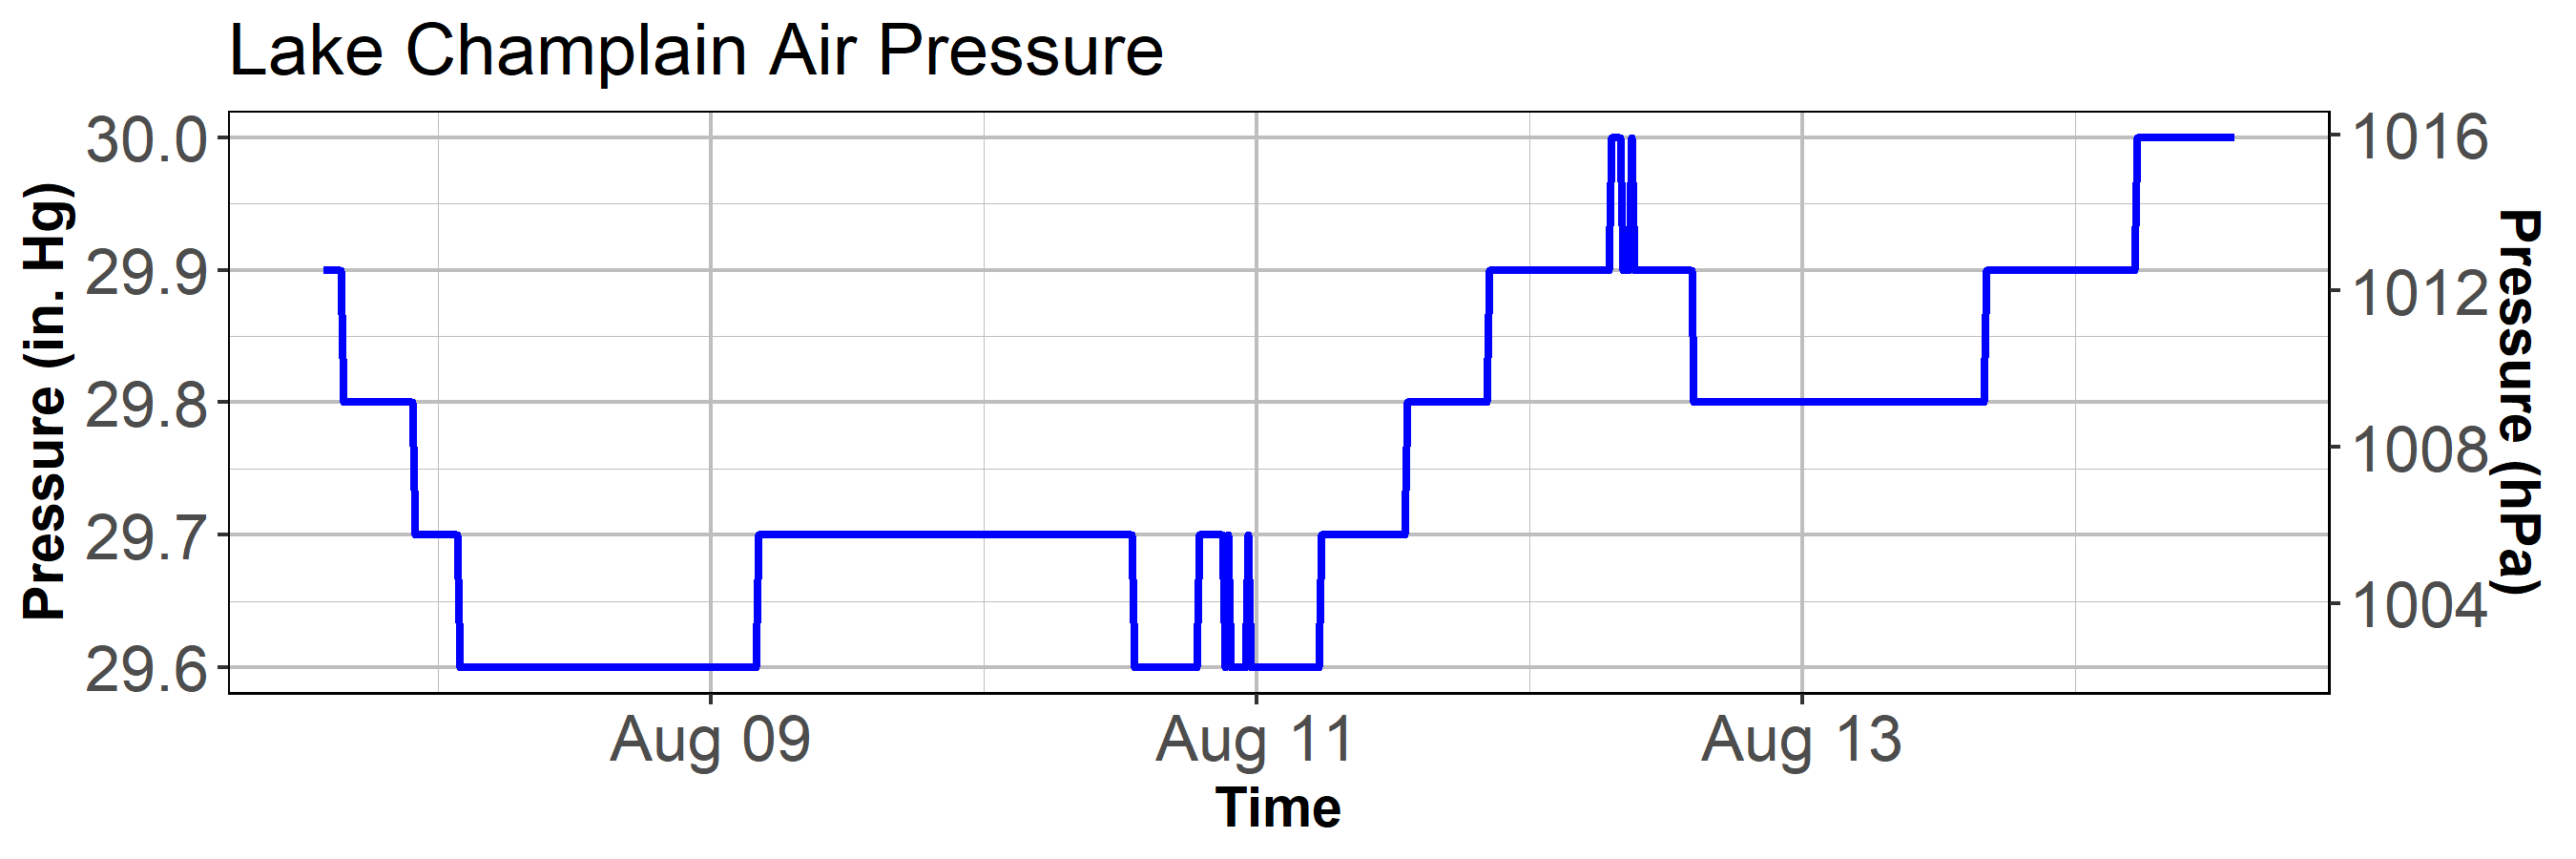 Lake Champlain Air Pressure
30.0
29.9
29.8
29.7
29.6
Pressure (in. Hg)
1016
1012
1008
1004
Pressure (hPa)
Aug 09 Aug 11 Aug 13
Time